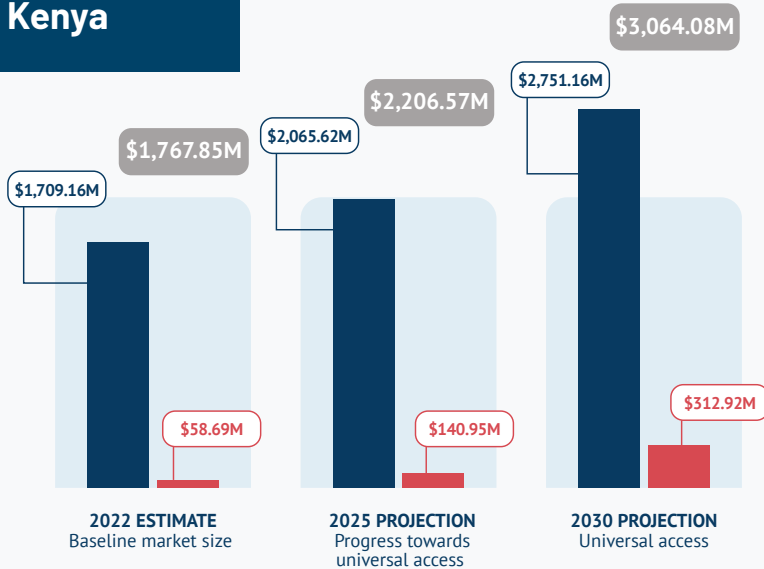 Kenya
$1,767.85M
$1,709.16M
$58.69M
2022 ESTIMATE
Baseline market size
$2,206.57M
$2,065.62M
$140.95M
2025 PROJECTION
Progress towards
universal access
$3,064.08M
$2,751.16M
$312.92M
2030 PROJECTION
Universal access